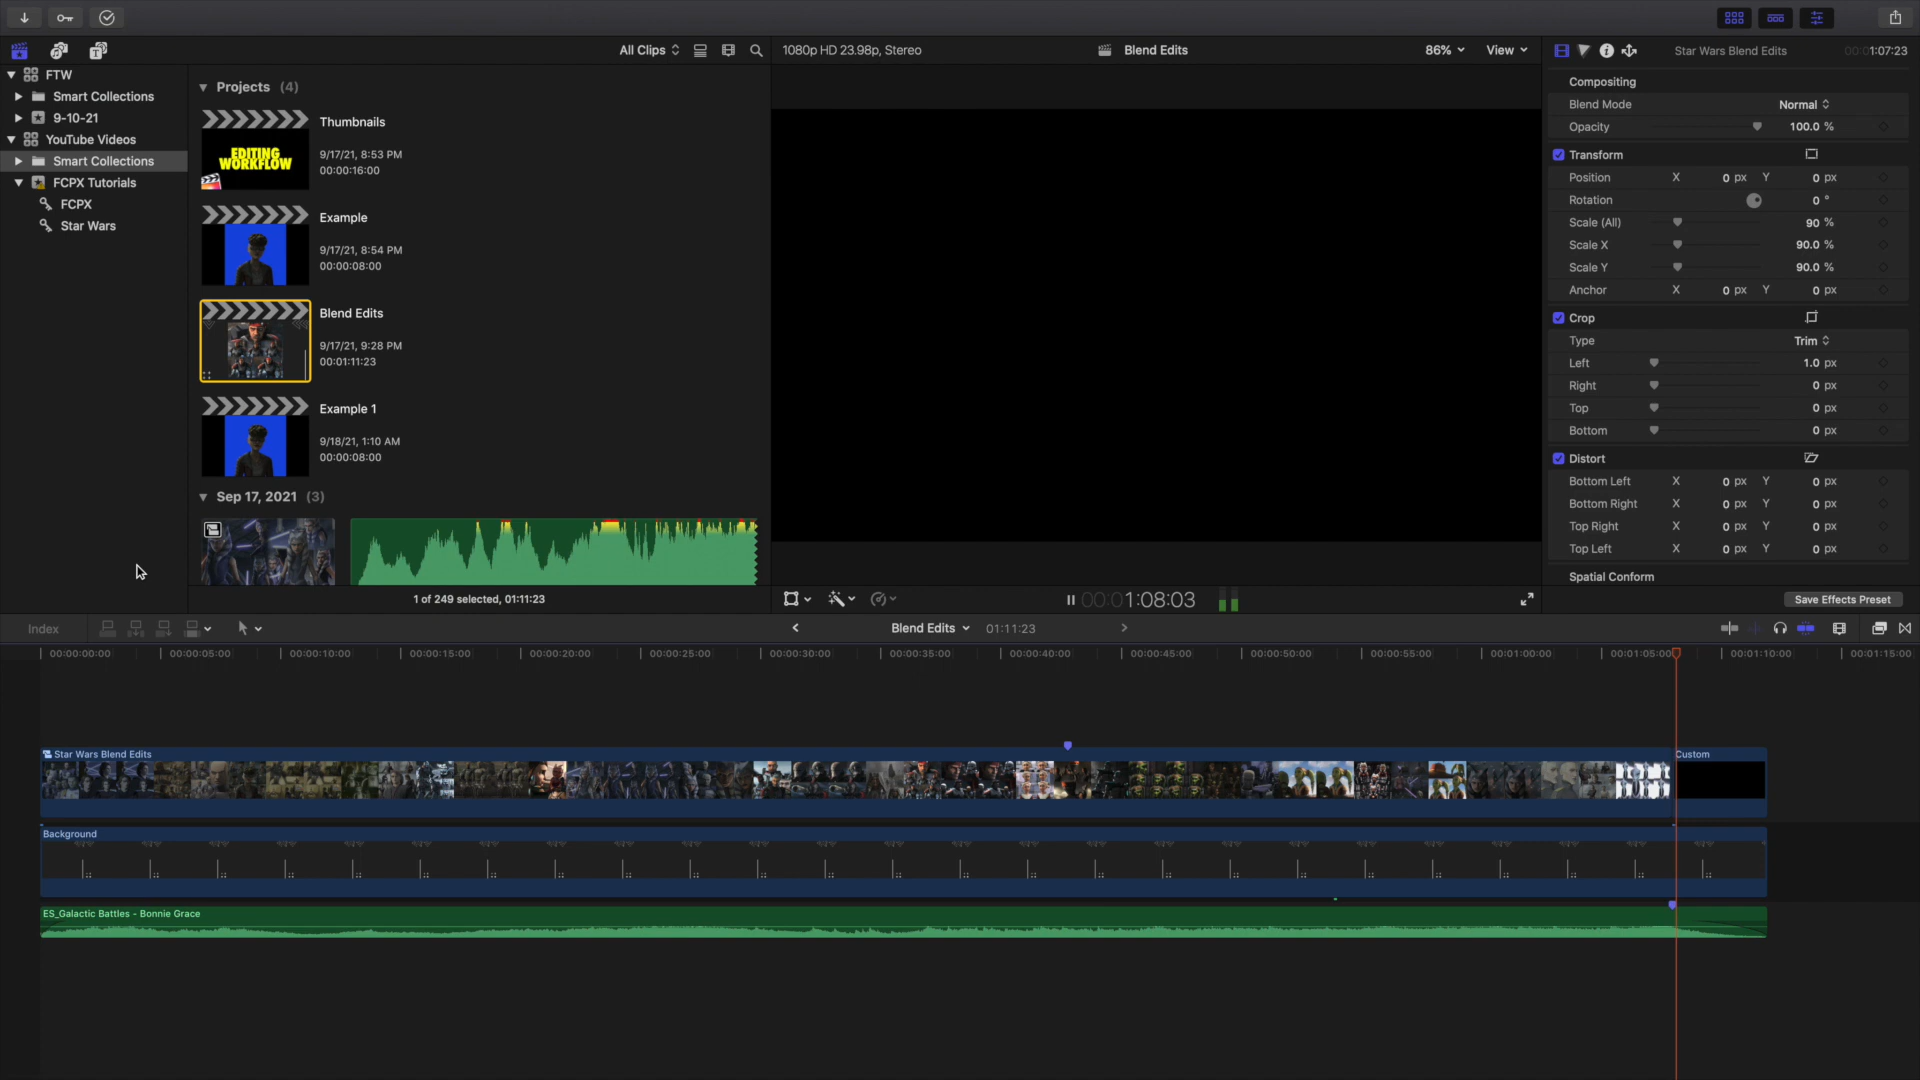 All Clips
1080p HD 23.98p, Stereo
Blend Edits
86%
View
Star Wars Blend Edits
00:01:07:23
FTW
Smart Collections
9-10-21
YouTube Videos
Smart Collections
FCPX Tutorials
FCPX
Star Wars
Projects (4)
EDITING
WORKFLOW
Thumbnails
9/17/21, 8:53 PM
00:00:16:00
Example
9/17/21, 8:54 PM
00:00:08:00
Blend Edits
9/17/21, 9:28 PM
00:01:11:23
Example 1
9/18/21, 1:10 AM
00:00:08:00
Sep 17, 2021 (3)
1 of 249 selected, 01:11:23
00:00:1:08:03
Compositing
Blend Mode Normal
Opacity 100.0 %
Transform
Position X 0 px Y 0 px
Rotation 0 °
Scale (All) 90 %
Scale X 90.0 %
Scale Y 90.0 %
Anchor X 0 px Y 0 px
Crop
Type Trim
Left 1.0 px
Right 0 px
Top 0 px
Bottom 0 px
Distort
Bottom Left X 0 px Y 0 px
Bottom Right X 0 px Y 0 px
Top Right X 0 px Y 0 px
Top Left X 0 px Y 0 px
Spatial Conform
Save Effects Preset
Index
Blend Edits
01:11:23
00:00:00:00 00:00:05:00 00:00:10:00 00:00:15:00 00:00:20:00 00:00:25:00 00:00:30:00 00:00:35:00 00:00:40:00 00:00:45:00 00:00:50:00 00:00:55:00 00:01:00:00 00:01:05:00 00:01:10:00 00:01:15:00
Star Wars Blend Edits
Custom
Background
ES_Galactic Battles - Bonnie Grace